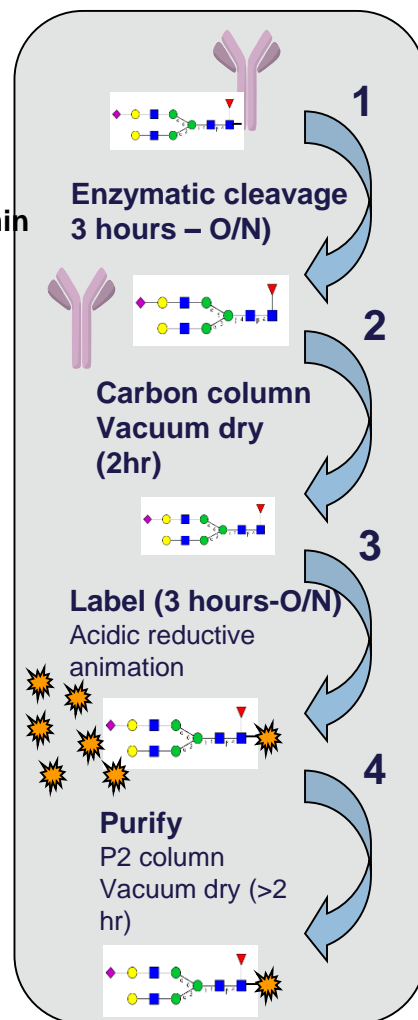 1
Enzymatic cleavage
ain
3 hours – O/N)
2
Carbon column
Vacuum dry
(2hr)
3
Label (3 hours-O/N)
Acidic reductive
animation
4
Purify
P2 column
Vacuum dry (>2
hr)